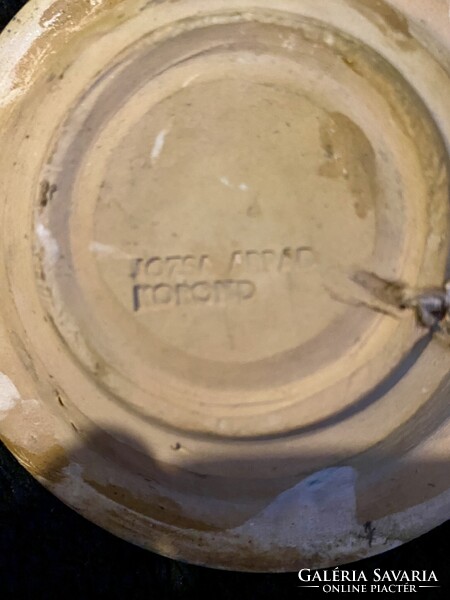 JOZSA ARPAD
KOROND
GALÉRIA SAVARIA
ONLINE PIACTÉR